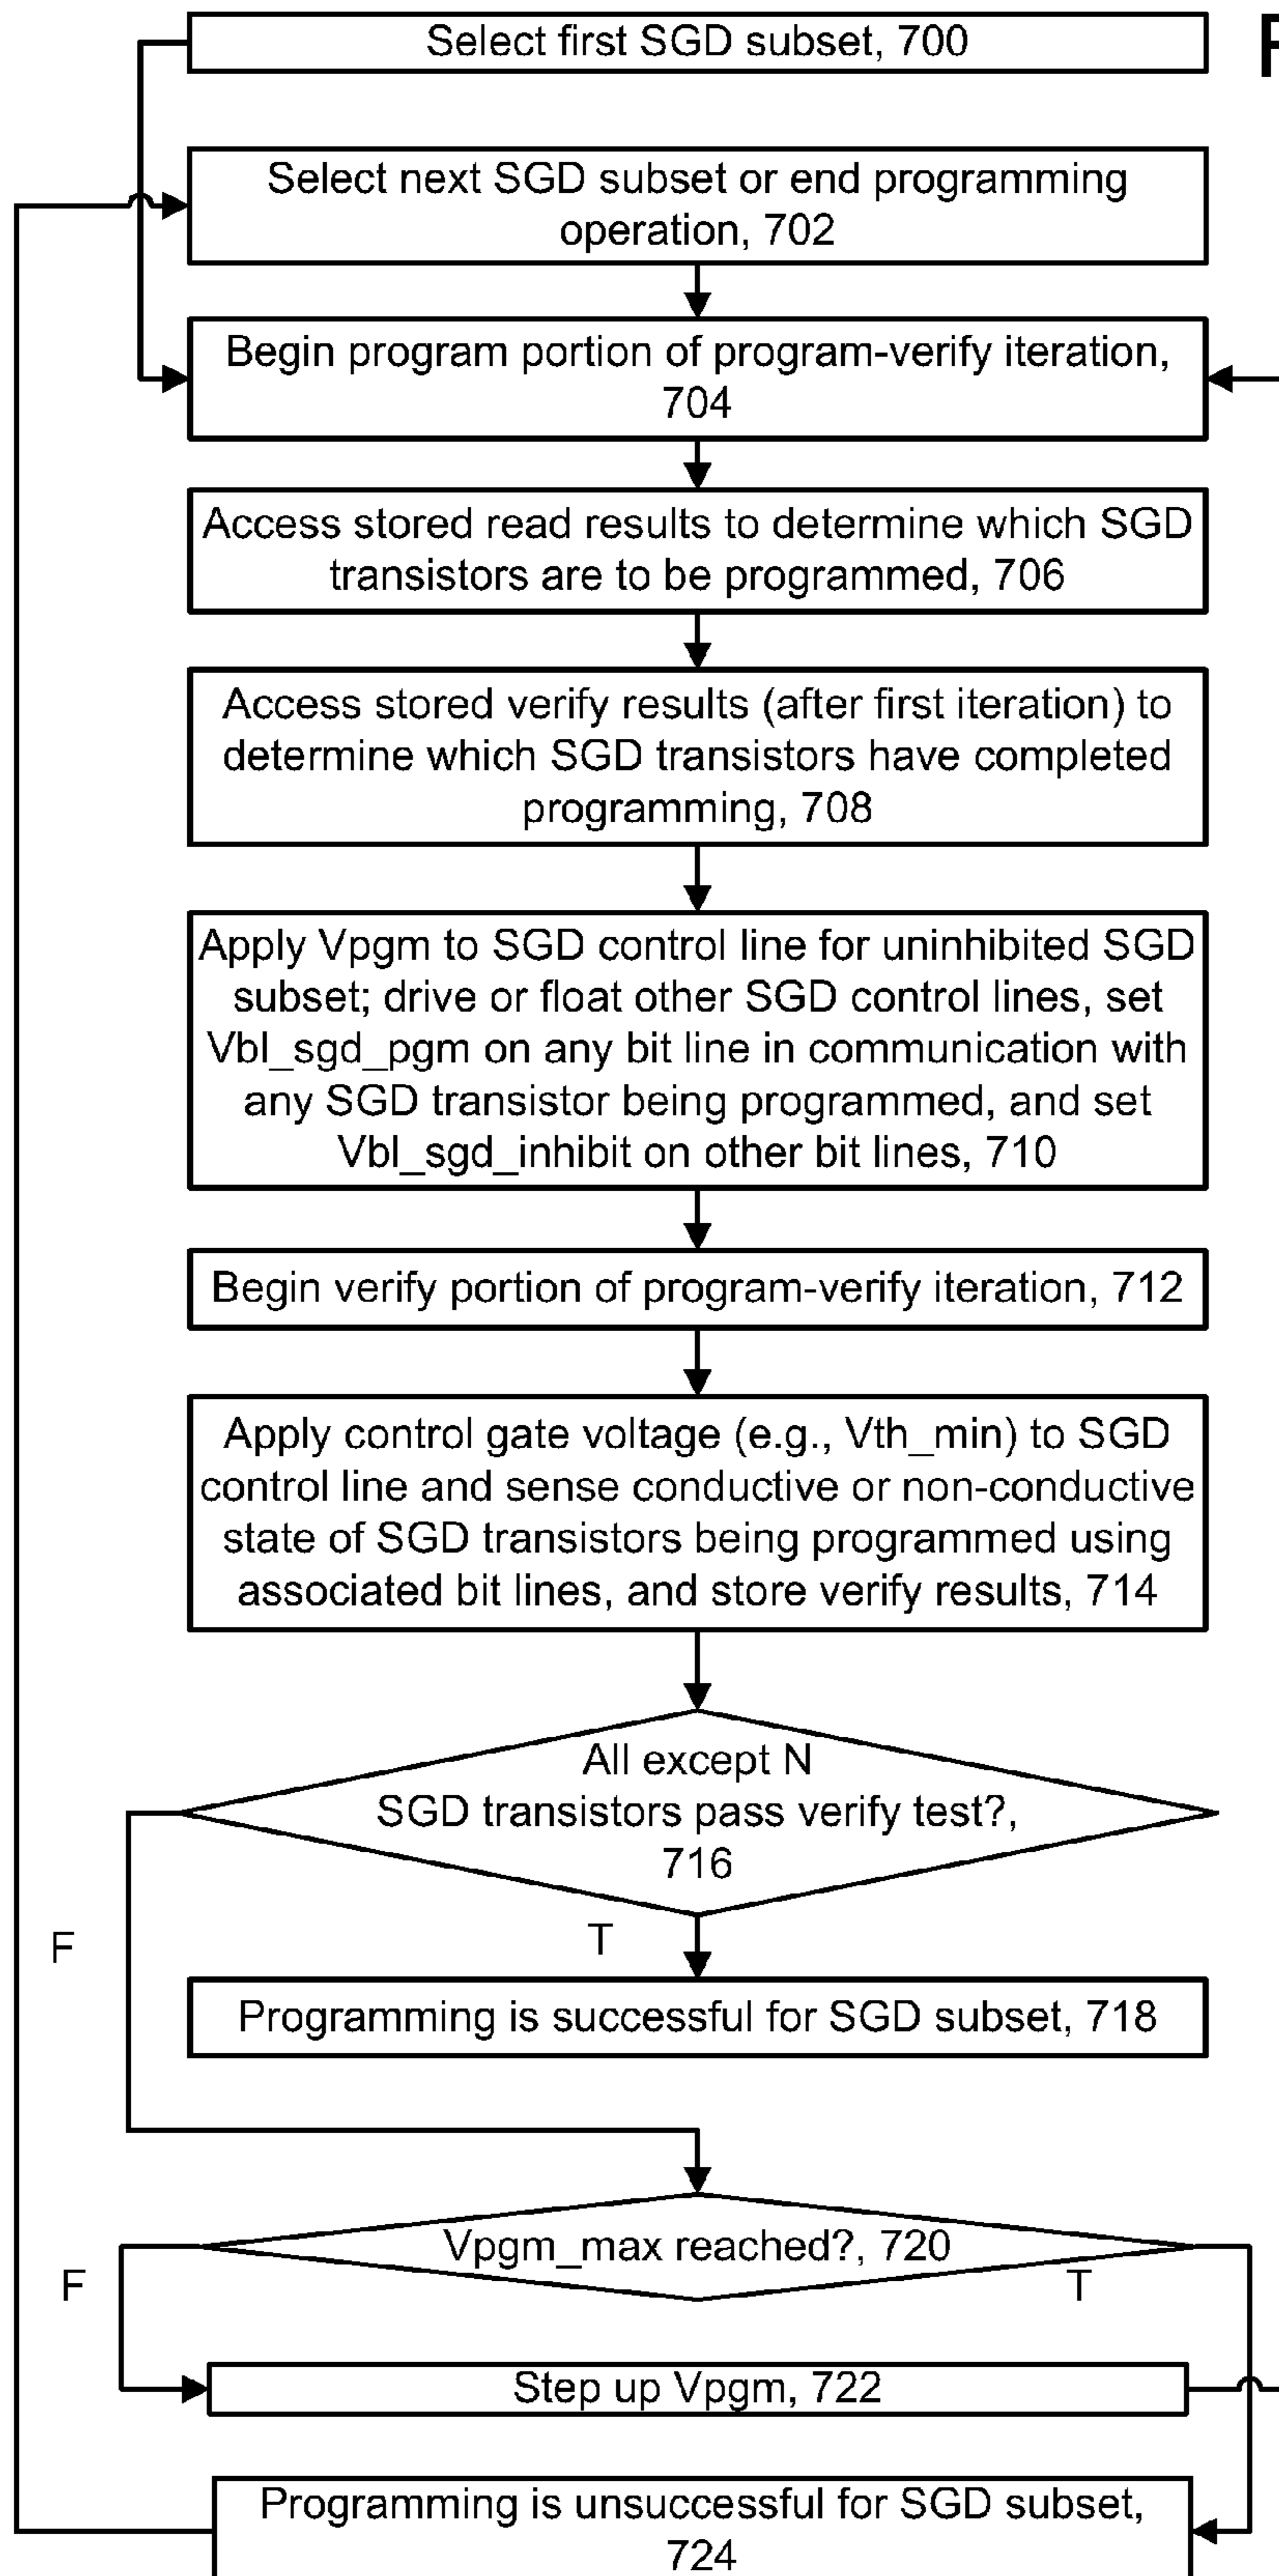 Select first SGD subset, 700
Select next SGD subset or end programming
operation, 702
Begin program portion of program-verify iteration,
704
Access stored read results to determine which SGD
transistors are to be programmed, 706
Access stored verify results (after first iteration) to
determine which SGD transistors have completed
programming, 708
Apply Vpgm to SGD control line for uninhibited SGD
subset; drive or float other SGD control lines, set
Vbl_sgd_pgm on any bit line in communication with
any SGD transistor being programmed, and set
Vbl_sgd_inhibit on other bit lines, 710
Begin verify portion of program-verify iteration, 712
Apply control gate voltage (e.g., Vth_min) to SGD
control line and sense conductive or non-conductive
state of SGD transistors being programmed using
associated bit lines, and store verify results, 714
All except N
SGD transistors pass verify test?,
716
F
T
Programming is successful for SGD subset, 718
Vpgm_max reached?, 720
F
T
Step up Vpgm, 722
Programming is unsuccessful for SGD subset,
724